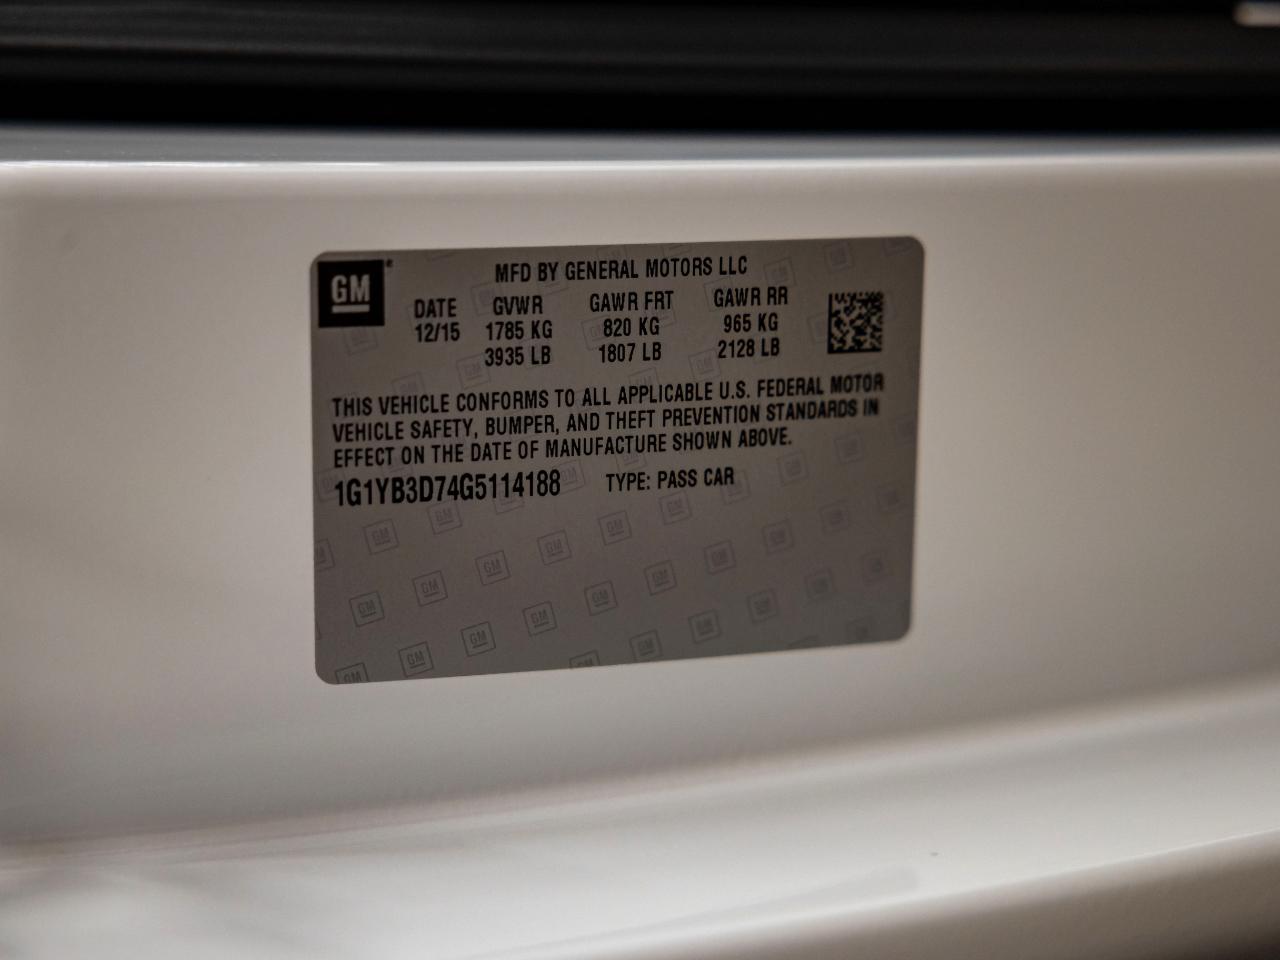 GM
MFD BY GENERAL MOTORS LLC
DATE GVWR GAWR FRT GAWR RR
12/15 1785 KG 820 KG 965 KG
3935 LB 1807 LB 2128 LB
THIS VEHICLE CONFORMS TO ALL APPLICABLE U.S. FEDERAL MOTOR
VEHICLE SAFETY, BUMPER, AND THEFT PREVENTION STANDARDS IN
EFFECT ON THE DATE OF MANUFACTURE SHOWN ABOVE.
1G1YB3D74G5114188 TYPE: PASS CAR